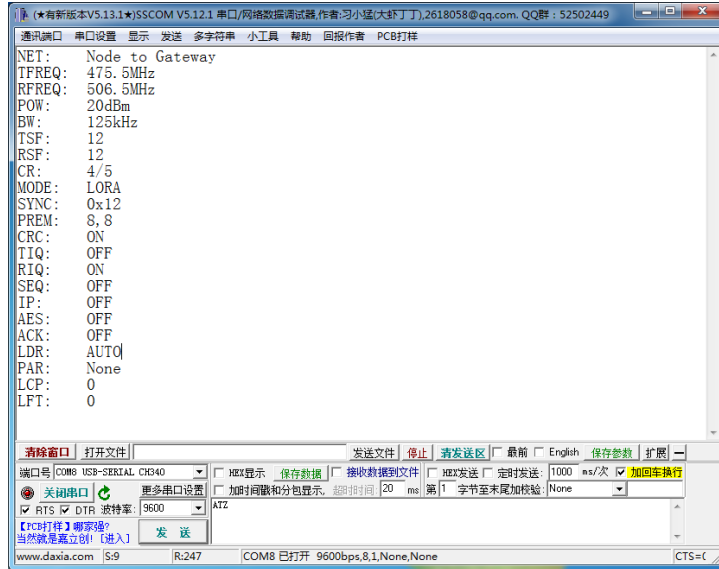 (★有新版本V5.13.1★)SSCOM V5.12.1 串口/网络数据调试器,作者:习小猛(大虾丁丁),2618058@qq.com. QQ群：52502449
通讯端口 串口设置 显示 发送 多字符串 小工具 帮助 回报作者 PCB打样
NET: Node to Gateway
TFREQ: 475.5MHz
RFREQ: 506.5MHz
POW: 20dBm
BW: 125kHz
TSF: 12
RSF: 12
CR: 4/5
MODE: LORA
SYNC: 0x12
PREM: 8,8
CRC: ON
TIQ: OFF
RIQ: ON
SEQ: OFF
IP: OFF
AES: OFF
ACK: OFF
LDR: AUTO
PAR: None
LCP: 0
LFT: 0
清除窗口 打开文件 发送文件 停止 清发送区 最前 English 保存参数 扩展 —
端口号 COM8 USB-SERIAL CH340 HEX显示 保存数据 接收数据到文件 HEX发送 定时发送: 1000 ms/次 加回车换行
关闭串口 更多串口设置 加时间戳和分包显示, 超时时间: 20 ms 第 1 字节至末尾加校验: None
RTS DTR 波特率: 9600 ATZ
【PCB打样】哪家强?
当然就是嘉立创! [进入] 发 送
www.daxia.com S:9 R:247 COM8 已打开 9600bps,8,1,None,None CTS=(